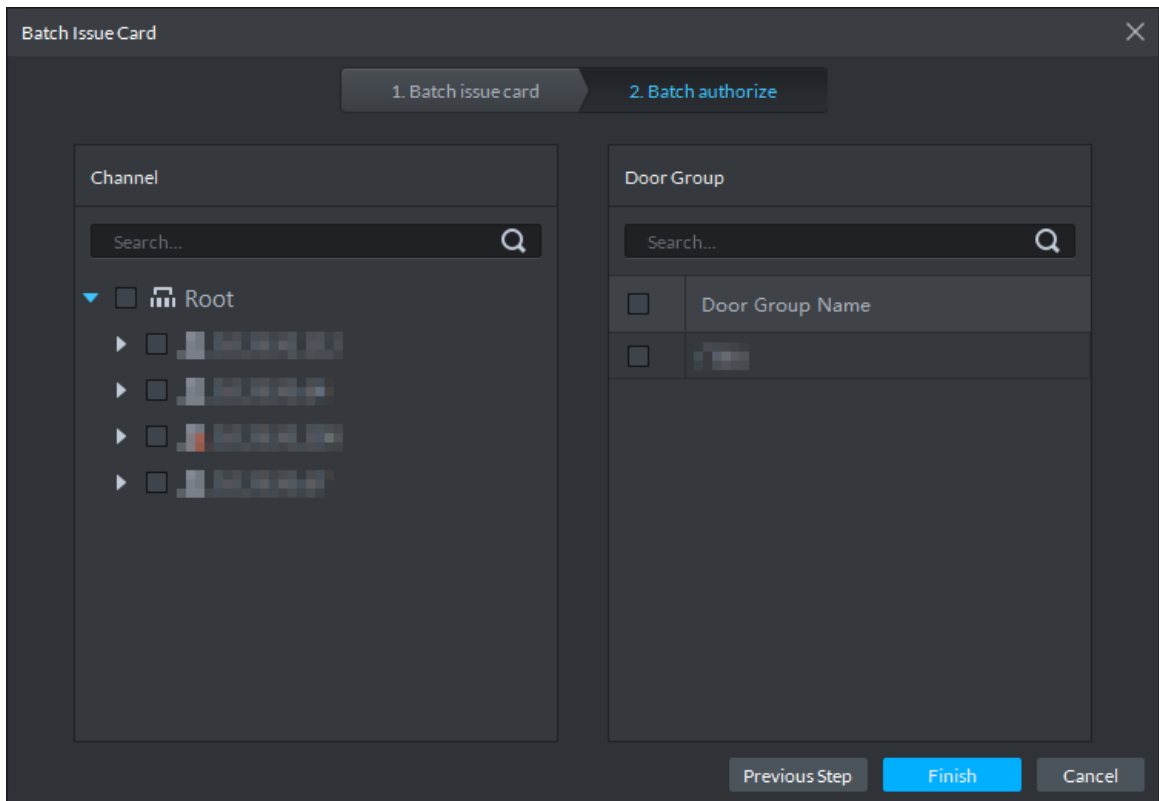 Batch Issue Card
1. Batch issue card
2. Batch authorize
Channel
Search...
Root
Door Group
Search...
Door Group Name
Previous Step
Finish
Cancel